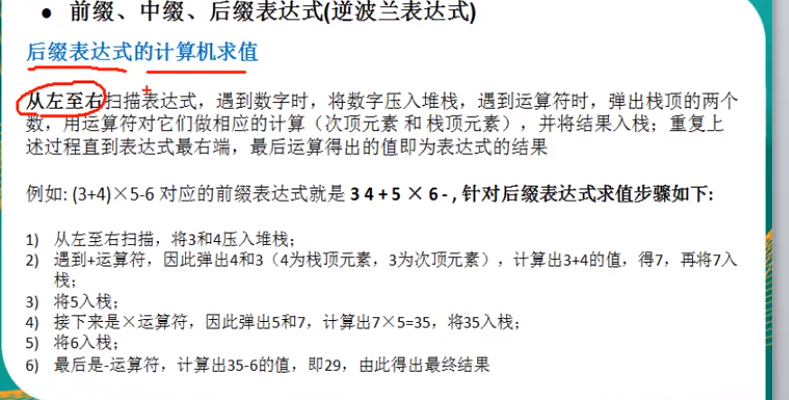 ● 前缀、中缀、后缀表达式(逆波兰表达式)
后缀表达式的计算机求值
从左至右扫描表达式，遇到数字时，将数字压入堆栈，遇到运算符时，弹出栈顶的两个
数，用运算符对它们做相应的计算（次顶元素 和 栈顶元素），并将结果入栈；重复上
述过程直到表达式最右端，最后运算得出的值即为表达式的结果
例如: (3+4)×5-6 对应的前缀表达式就是 3 4 + 5 × 6 - , 针对后缀表达式求值步骤如下:
1) 从左至右扫描，将3和4压入堆栈；
2) 遇到+运算符，因此弹出4和3（4为栈顶元素，3为次顶元素），计算出3+4的值，得7，再将7入
栈；
3) 将5入栈；
4) 接下来是×运算符，因此弹出5和7，计算出7×5=35，将35入栈；
5) 将6入栈；
6) 最后是-运算符，计算出35-6的值，即29，由此得出最终结果